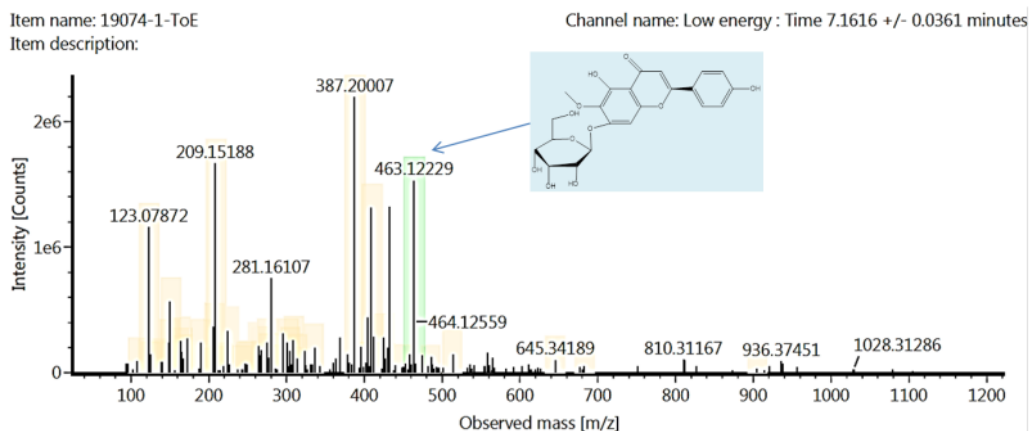 Item name: 19074-1-ToE
Channel name: Low energy : Time 7.1616 +/- 0.0361 minutes
Item description:
387.20007
209.15188
463.12229
123.07872
281.16107
464.12559
645.34189
810.31167
936.37451
1028.31286
2e6
1e6
0
Intensity [Counts]
100 200 300 400 500 600 700 800 900 1000 1100 1200
Observed mass [m/z]
O
HO
OH
O
O
O
OH
O
OH
OH
HO